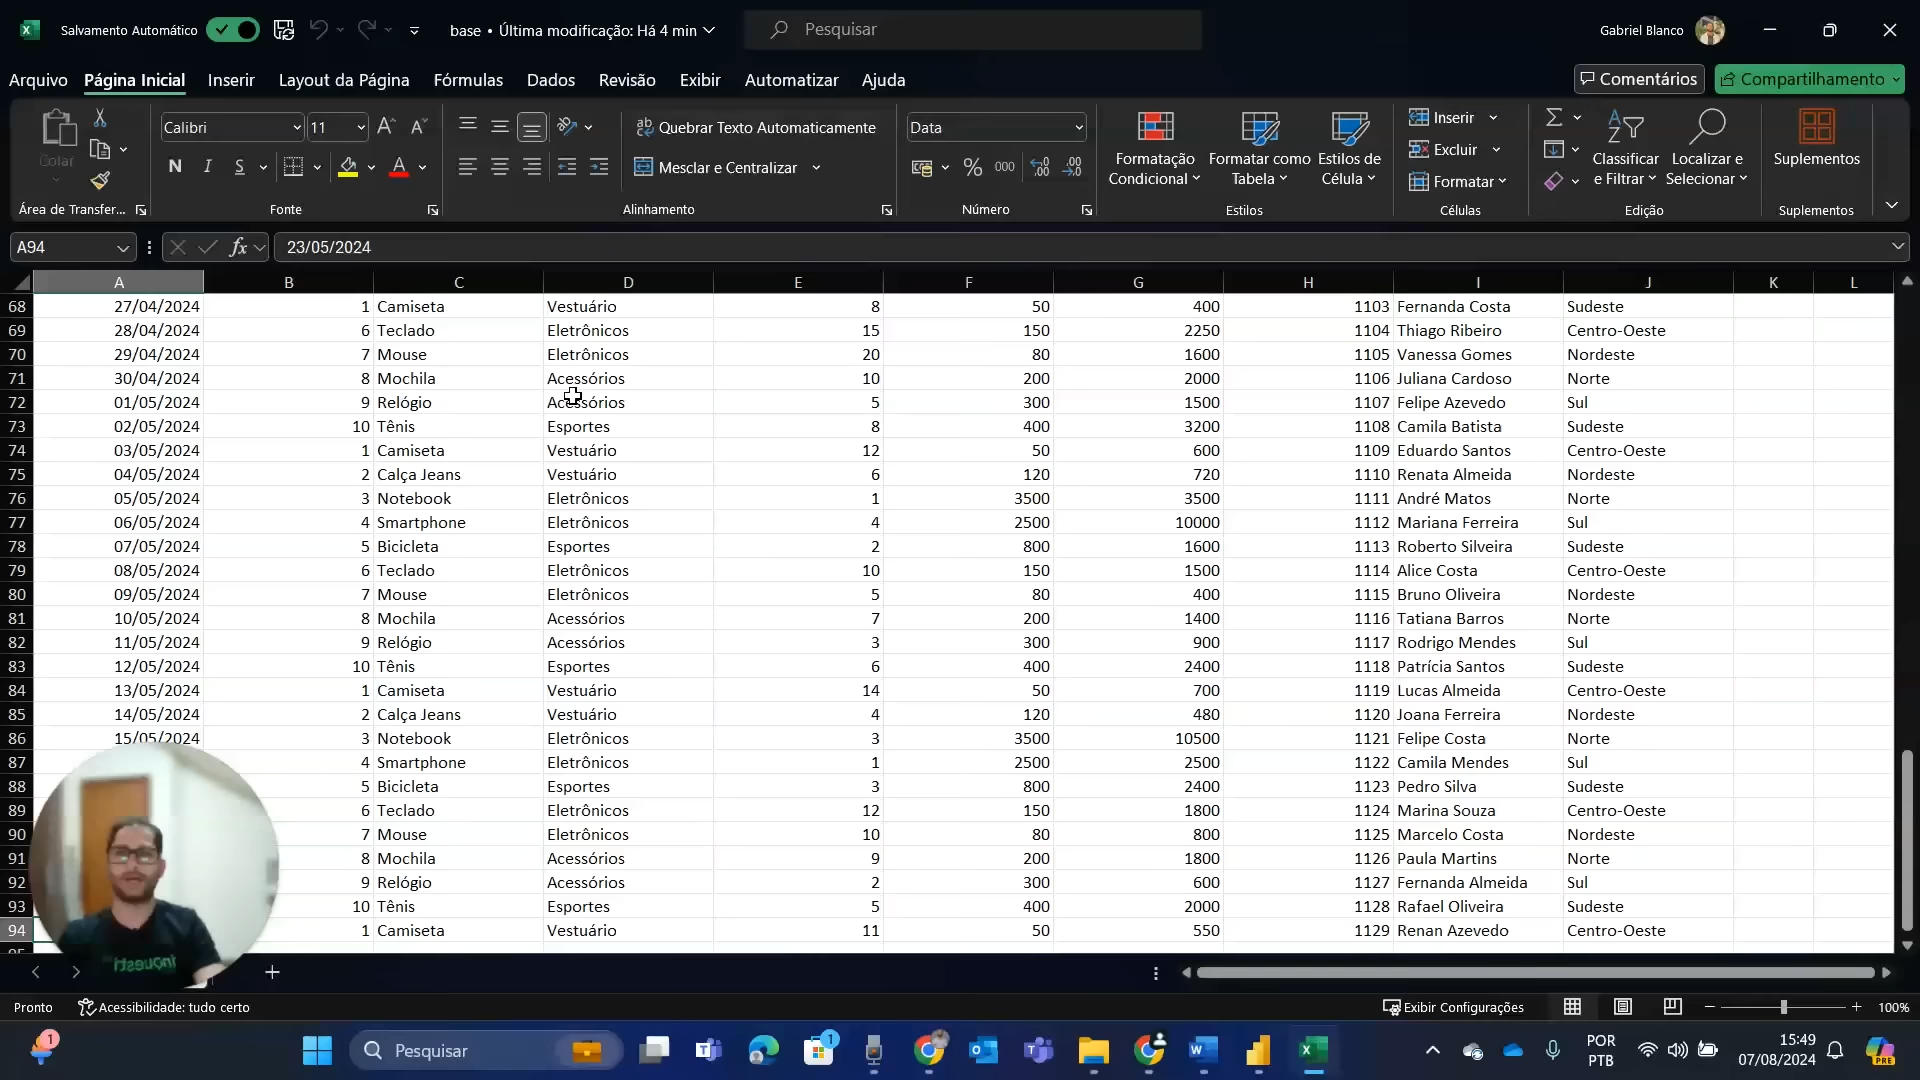 Salvamento Automático
base • Última modificação: Há 4 min
Pesquisar
Gabriel Blanco
Arquivo Página Inicial Inserir Layout da Página Fórmulas Dados Revisão Exibir Automatizar Ajuda
Comentários
Compartilhamento
Colar
Calibri 11
N I S
Quebrar Texto Automaticamente
Mesclar e Centralizar
Data
% 000
Formatação Condicional
Formatar como Tabela
Estilos de Célula
Inserir
Excluir
Formatar
Classificar e Filtrar
Localizar e Selecionar
Suplementos
Área de Transfer... Fonte Alinhamento Número Estilos Células Edição Suplementos
A94 fx 23/05/2024
A B C D E F G H I J K L
68 27/04/2024 1 Camiseta Vestuário 8 50 400 1103 Fernanda Costa Sudeste
69 28/04/2024 6 Teclado Eletrônicos 15 150 2250 1104 Thiago Ribeiro Centro-Oeste
70 29/04/2024 7 Mouse Eletrônicos 20 80 1600 1105 Vanessa Gomes Nordeste
71 30/04/2024 8 Mochila Acessórios 10 200 2000 1106 Juliana Cardoso Norte
72 01/05/2024 9 Relógio Acessórios 5 300 1500 1107 Felipe Azevedo Sul
73 02/05/2024 10 Tênis Esportes 8 400 3200 1108 Camila Batista Sudeste
74 03/05/2024 1 Camiseta Vestuário 12 50 600 1109 Eduardo Santos Centro-Oeste
75 04/05/2024 2 Calça Jeans Vestuário 6 120 720 1110 Renata Almeida Nordeste
76 05/05/2024 3 Notebook Eletrônicos 1 3500 3500 1111 André Matos Norte
77 06/05/2024 4 Smartphone Eletrônicos 4 2500 10000 1112 Mariana Ferreira Sul
78 07/05/2024 5 Bicicleta Esportes 2 800 1600 1113 Roberto Silveira Sudeste
79 08/05/2024 6 Teclado Eletrônicos 10 150 1500 1114 Alice Costa Centro-Oeste
80 09/05/2024 7 Mouse Eletrônicos 5 80 400 1115 Bruno Oliveira Nordeste
81 10/05/2024 8 Mochila Acessórios 7 200 1400 1116 Tatiana Barros Norte
82 11/05/2024 9 Relógio Acessórios 3 300 900 1117 Rodrigo Mendes Sul
83 12/05/2024 10 Tênis Esportes 6 400 2400 1118 Patrícia Santos Sudeste
84 13/05/2024 1 Camiseta Vestuário 14 50 700 1119 Lucas Almeida Centro-Oeste
85 14/05/2024 2 Calça Jeans Vestuário 4 120 480 1120 Joana Ferreira Nordeste
86 15/05/2024 3 Notebook Eletrônicos 3 3500 10500 1121 Felipe Costa Norte
87 4 Smartphone Eletrônicos 1 2500 2500 1122 Camila Mendes Sul
88 5 Bicicleta Esportes 3 800 2400 1123 Pedro Silva Sudeste
89 6 Teclado Eletrônicos 12 150 1800 1124 Marina Souza Centro-Oeste
90 7 Mouse Eletrônicos 10 80 800 1125 Marcelo Costa Nordeste
91 8 Mochila Acessórios 9 200 1800 1126 Paula Martins Norte
92 9 Relógio Acessórios 2 300 600 1127 Fernanda Almeida Sul
93 10 Tênis Esportes 5 400 2000 1128 Rafael Oliveira Sudeste
94 1 Camiseta Vestuário 11 50 550 1129 Renan Azevedo Centro-Oeste
Pronto Acessibilidade: tudo certo Exibir Configurações 100%
1 Pesquisar 1 POR PTB 15:49 07/08/2024